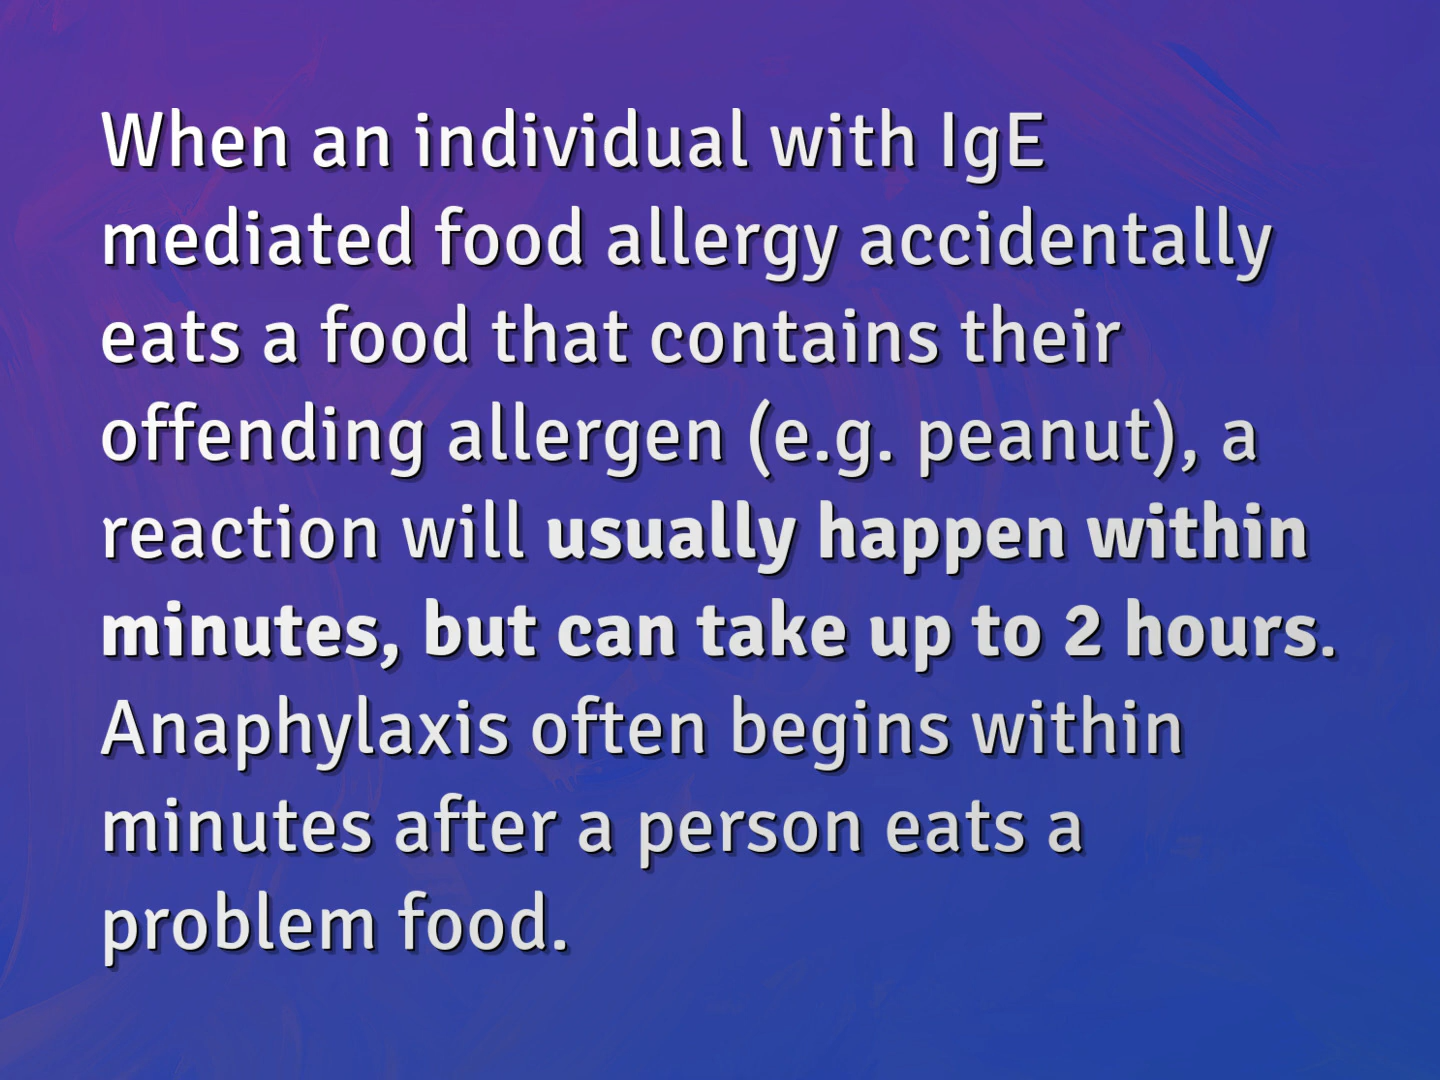 When an individual with IgE
mediated food allergy accidentally
eats a food that contains their
offending allergen (e.g. peanut), a
reaction will usually happen within
minutes, but can take up to 2 hours.
Anaphylaxis often begins within
minutes after a person eats a
problem food.